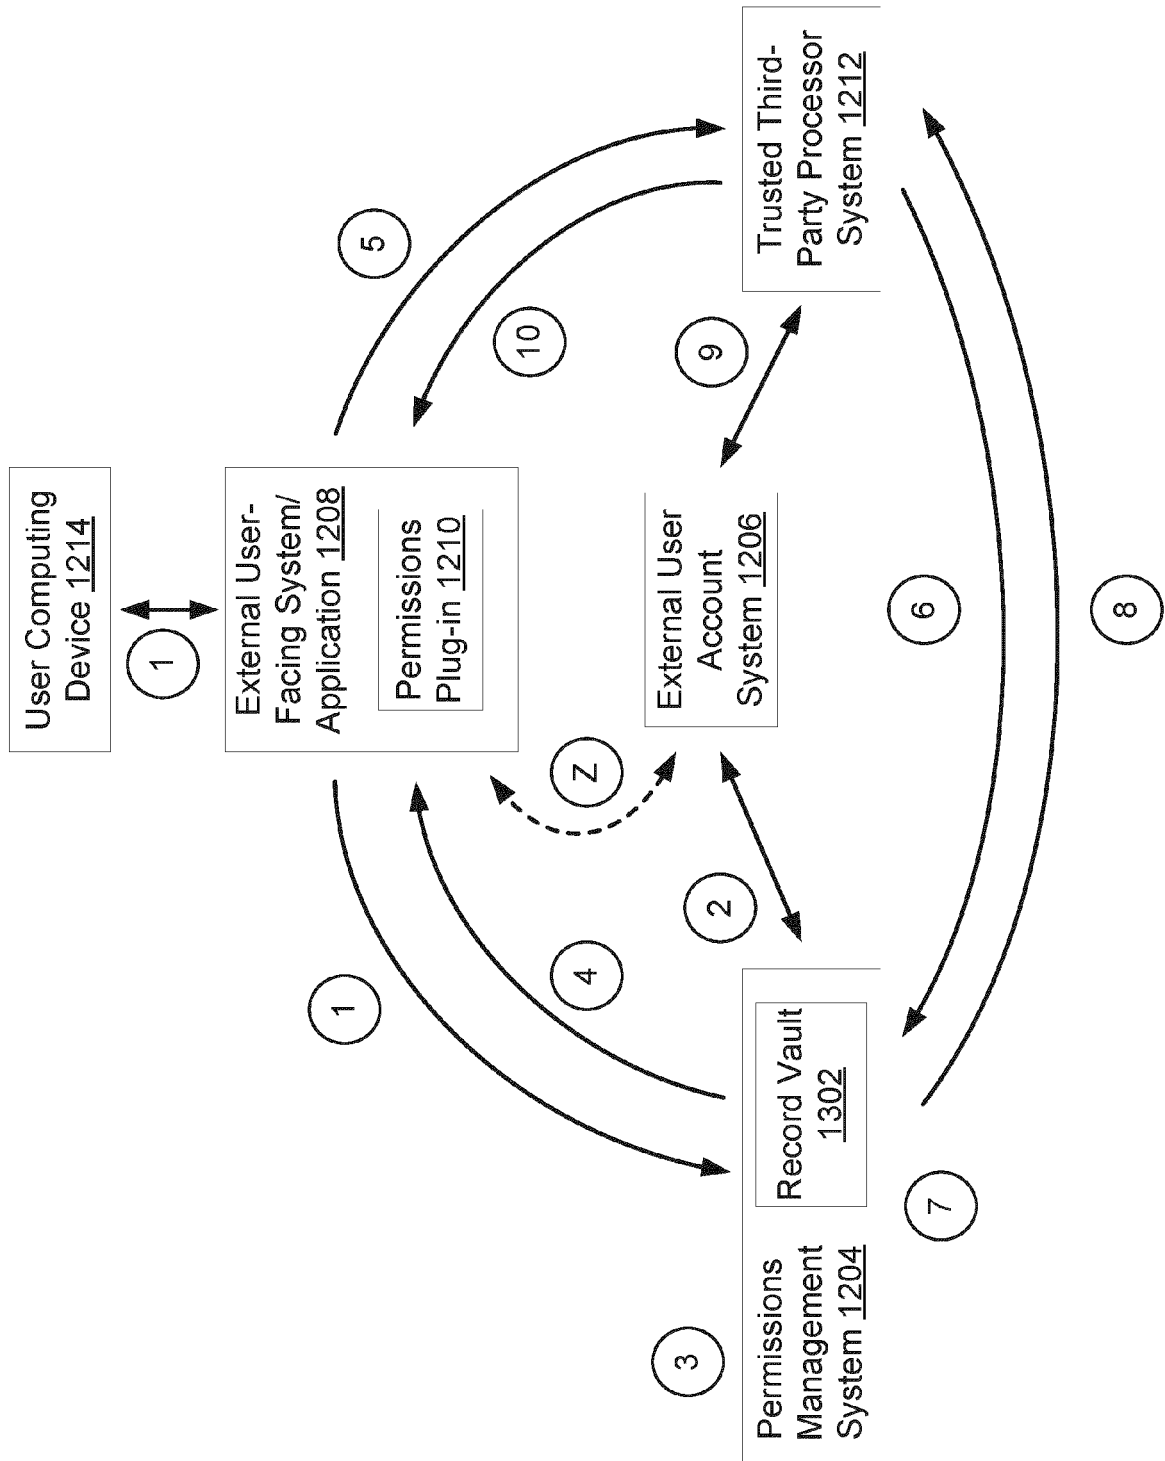 User Computing
Device 1214
1
External User-
Facing System/
Application 1208
Permissions
Plug-in 1210
5
10
1
4
Z
External User
Account
System 1206
2
9
3
Permissions
Management
System 1204
Record Vault
1302
Trusted Third-
Party Processor
System 1212
7
6
8